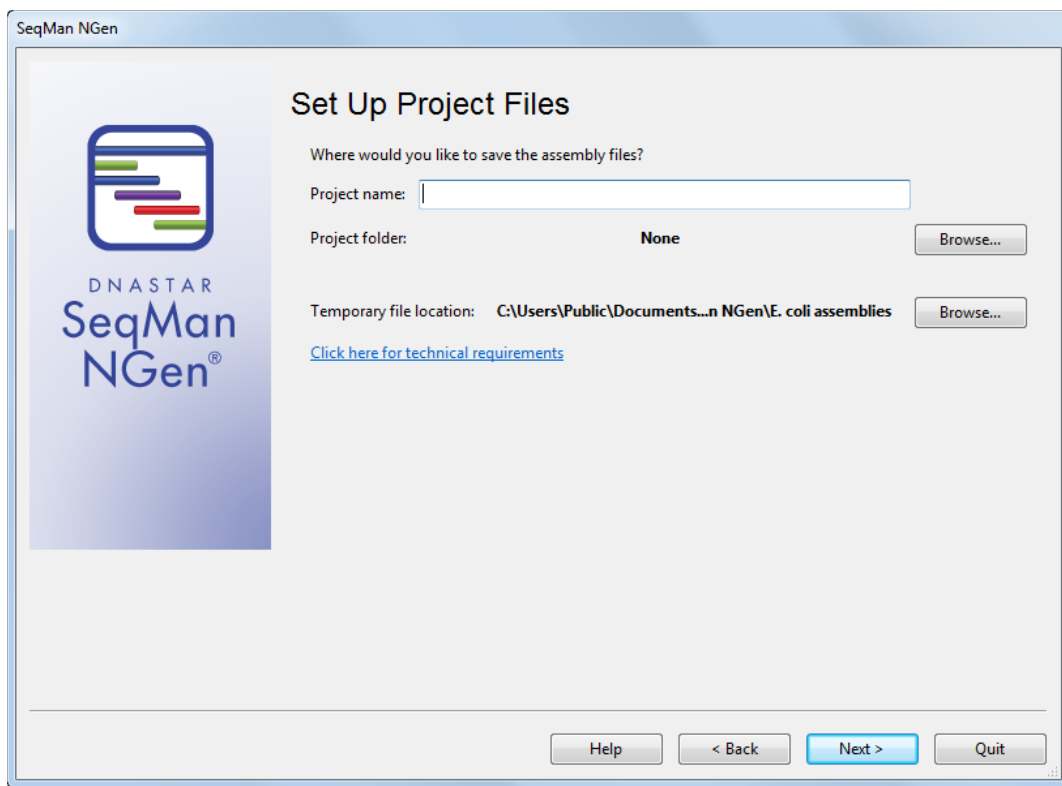 SeqMan NGen
DNASTAR
SeqMan
NGen®
Set Up Project Files
Where would you like to save the assembly files?
Project name:
Project folder: None Browse...
Temporary file location: C:\Users\Public\Documents...n NGen\E. coli assemblies Browse...
Click here for technical requirements
Help < Back Next > Quit